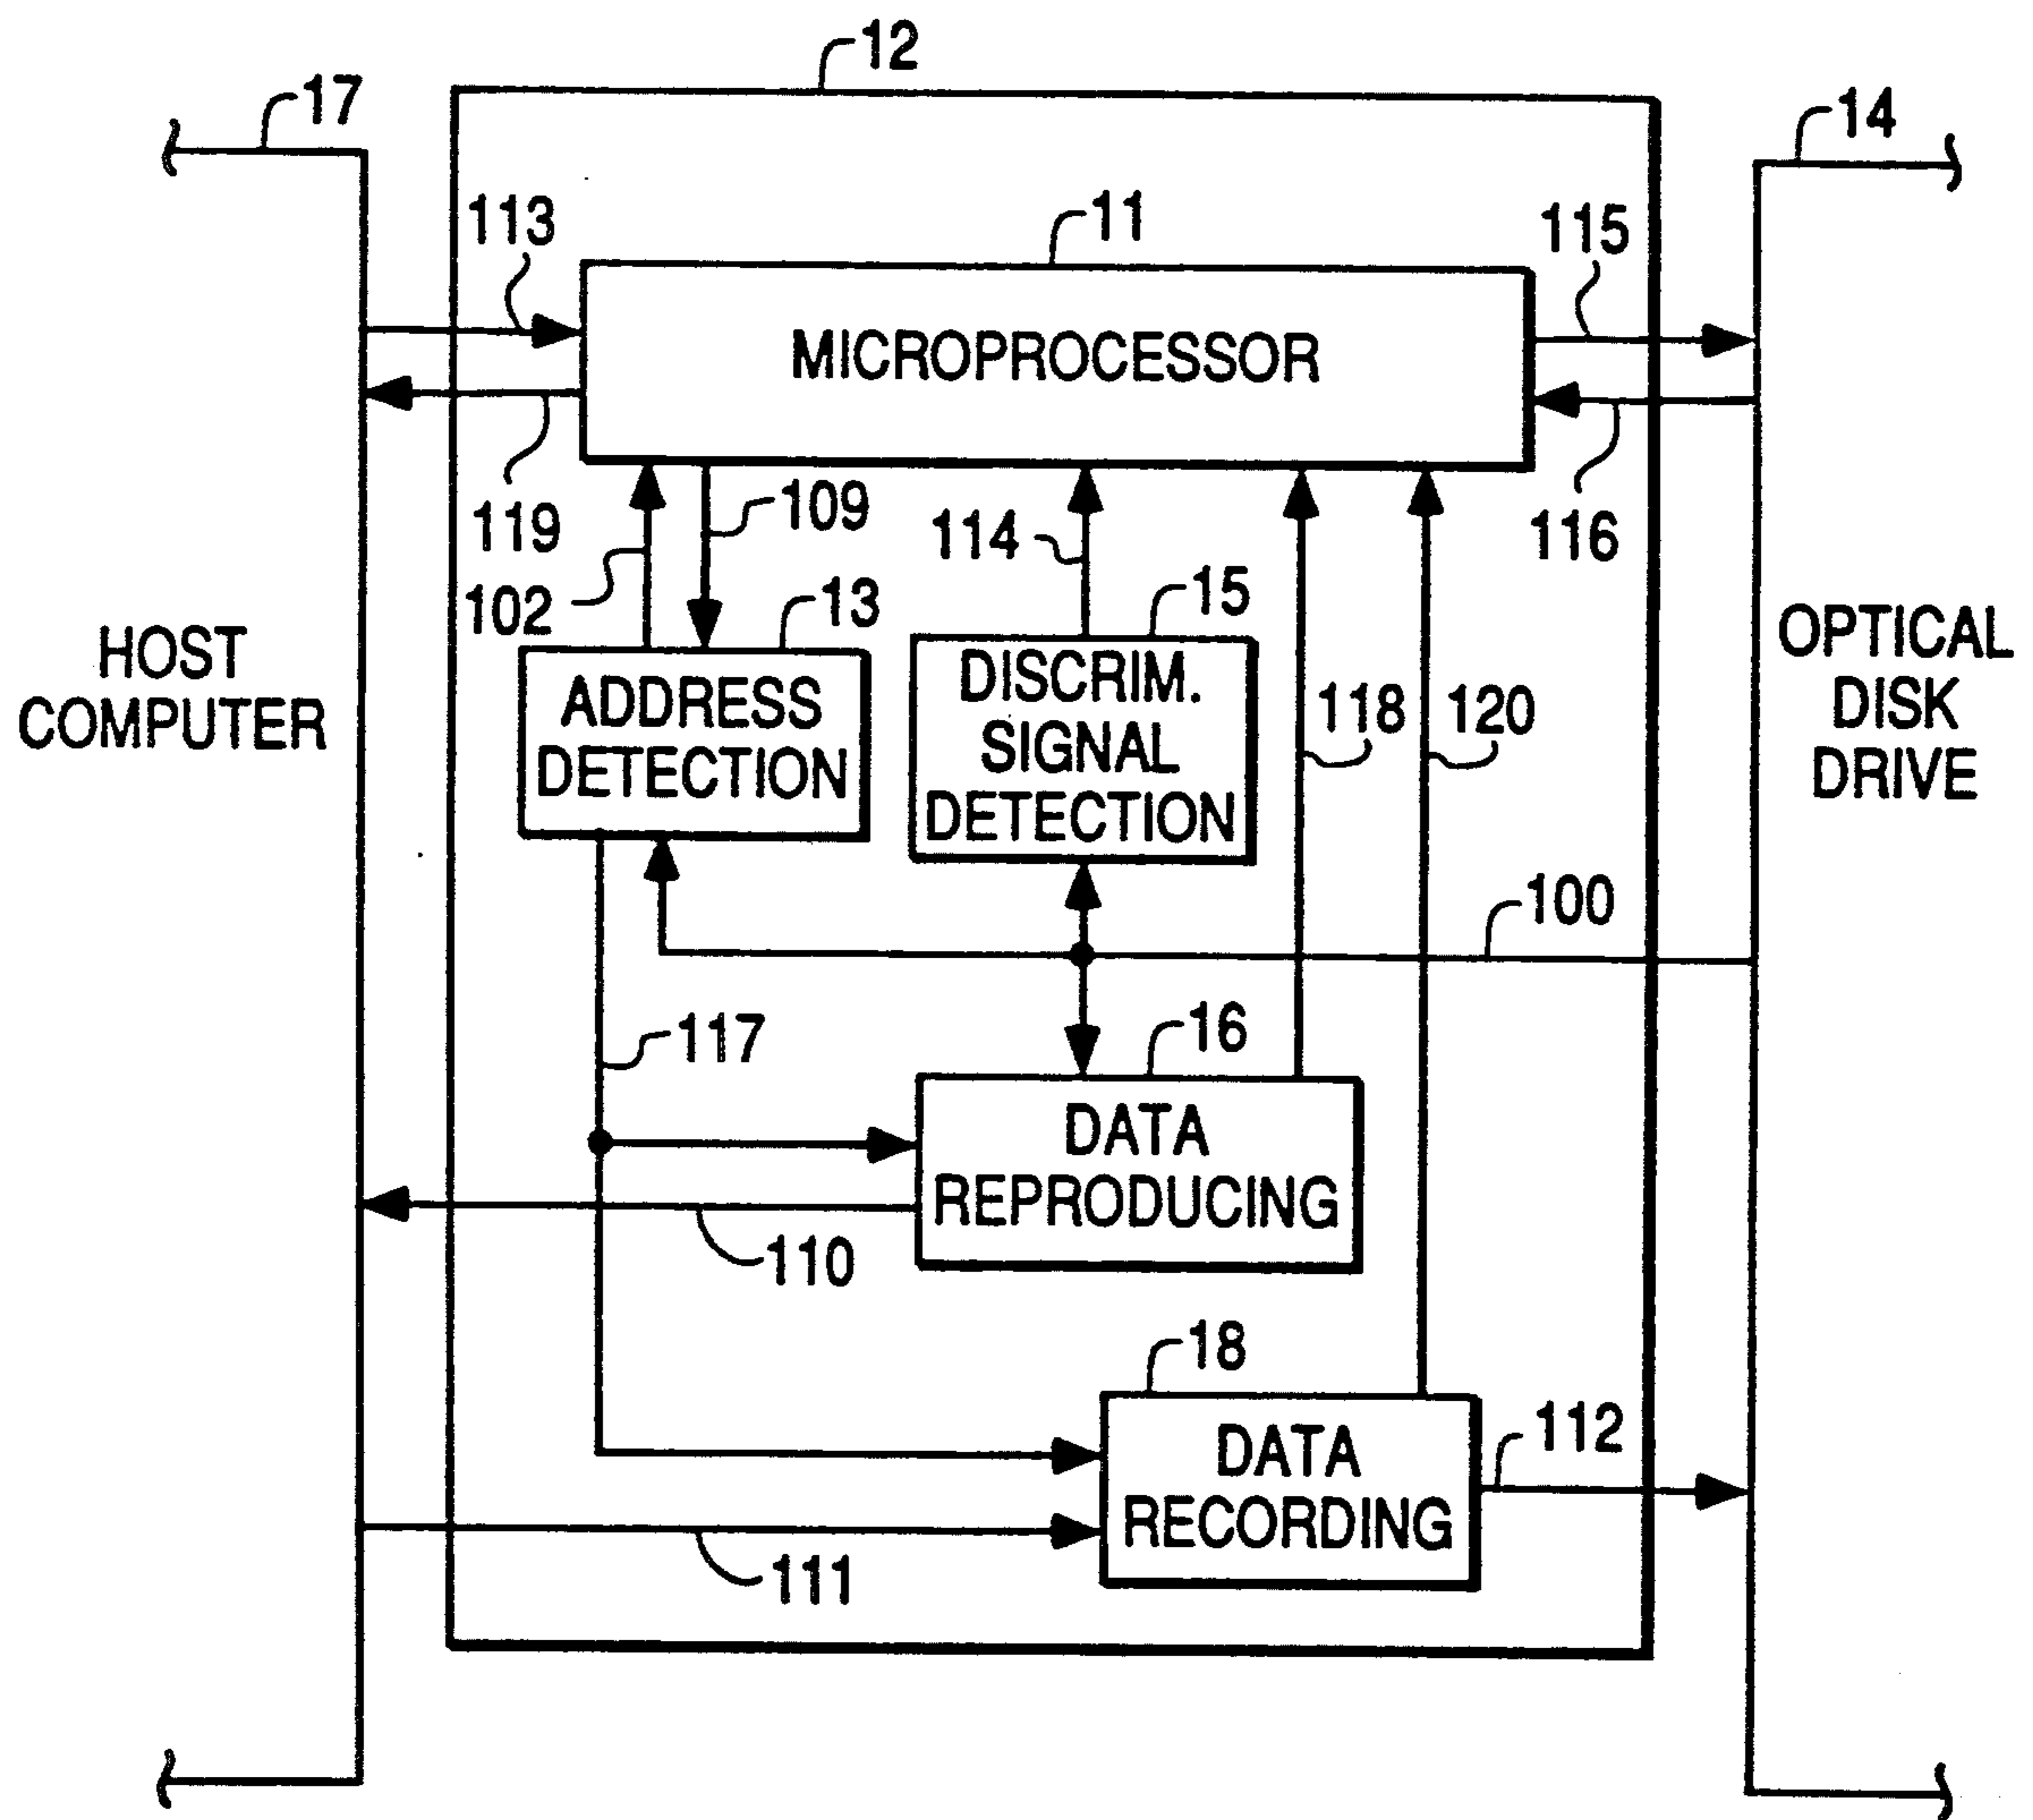 12
17
14
11
113
115
MICROPROCESSOR
119
109
114
116
102
13
15
HOST
COMPUTER
ADDRESS
DETECTION
DISCRIM.
SIGNAL
DETECTION
118
120
OPTICAL
DISK
DRIVE
100
117
16
DATA
REPRODUCING
110
18
112
DATA
RECORDING
111